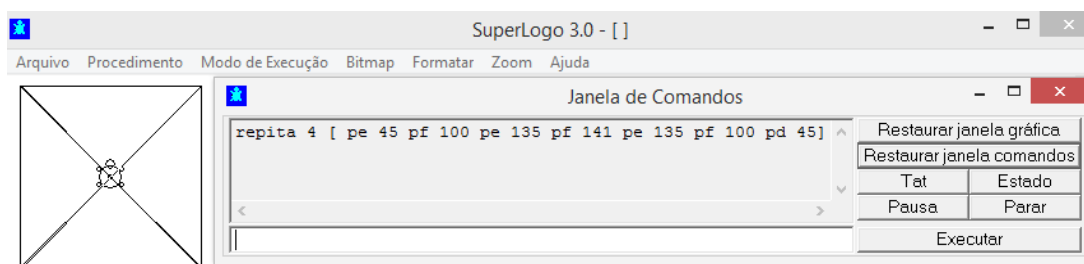 SuperLogo 3.0 - [ ]
Arquivo Procedimento Modo de Execução Bitmap Formatar Zoom Ajuda
Janela de Comandos
repita 4 [ pe 45 pf 100 pe 135 pf 141 pe 135 pf 100 pd 45]
Restaurar janela gráfica
Restaurar janela comandos
Tat Estado
Pausa Parar
Executar